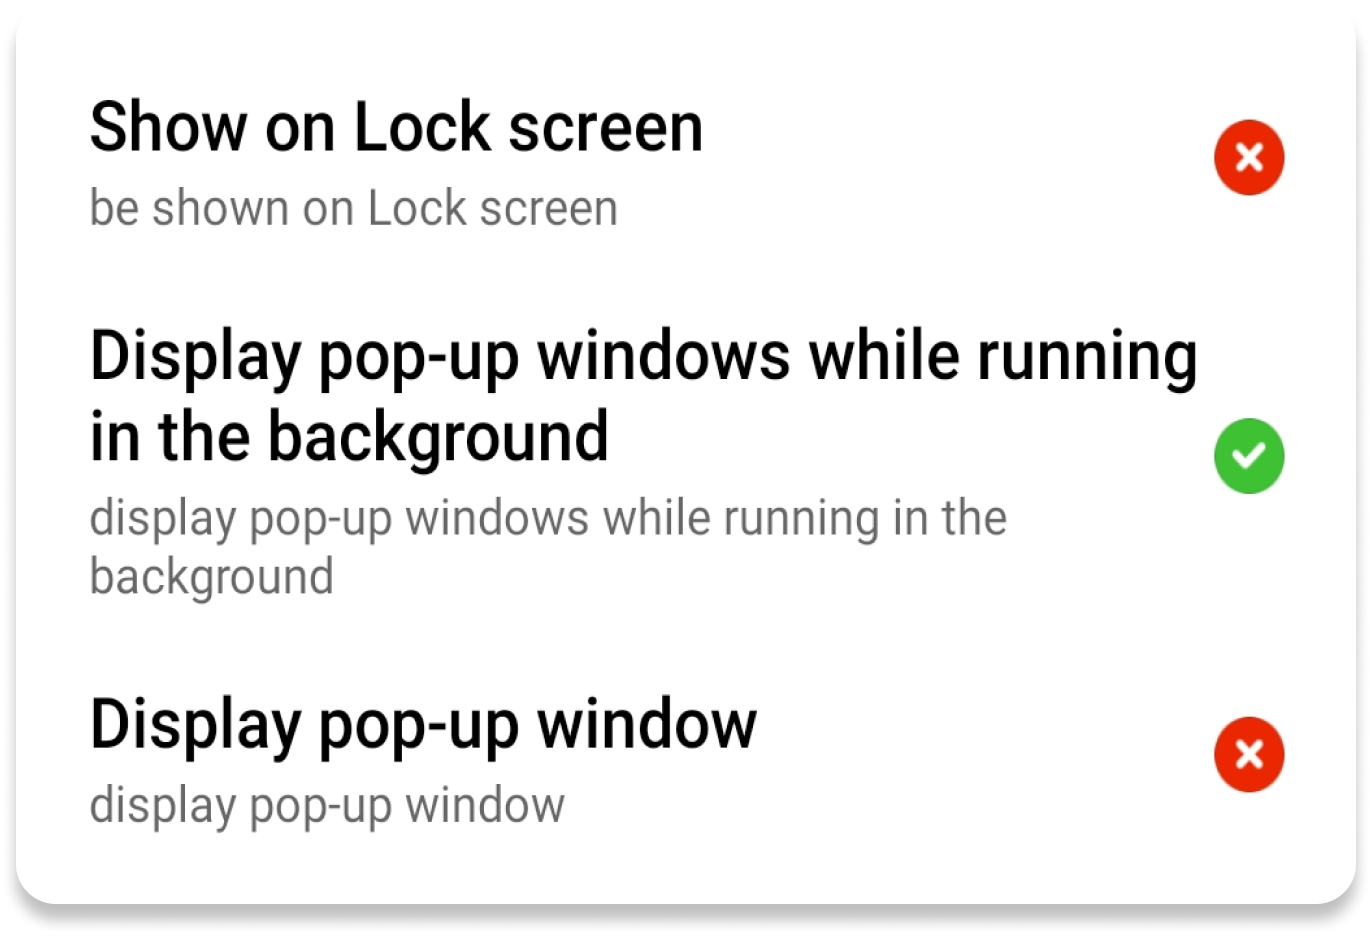 Show on Lock screen
be shown on Lock screen
Display pop-up windows while running
in the background
display pop-up windows while running in the
background
Display pop-up window
display pop-up window